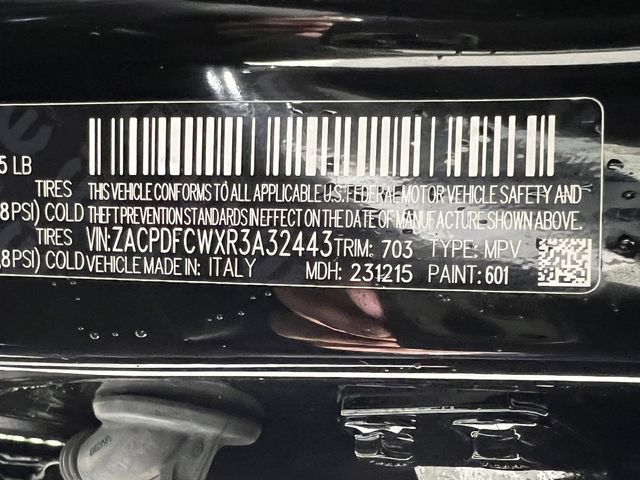 5 LB
TIRES THIS VEHICLE CONFORMS TO ALL APPLICABLE U.S. FEDERAL MOTOR VEHICLE SAFETY AND
8PSI) COLD THEFT PREVENTION STANDARDS IN EFFECT ON THE DATE OF MANUFACTURE SHOWN ABOVE.
TIRES VIN: ZACPDFCWXR3A32443 TRIM: 703 TYPE: MPV
,8PSI) COLD VEHICLE MADE IN: ITALY MDH: 231215 PAINT: 601